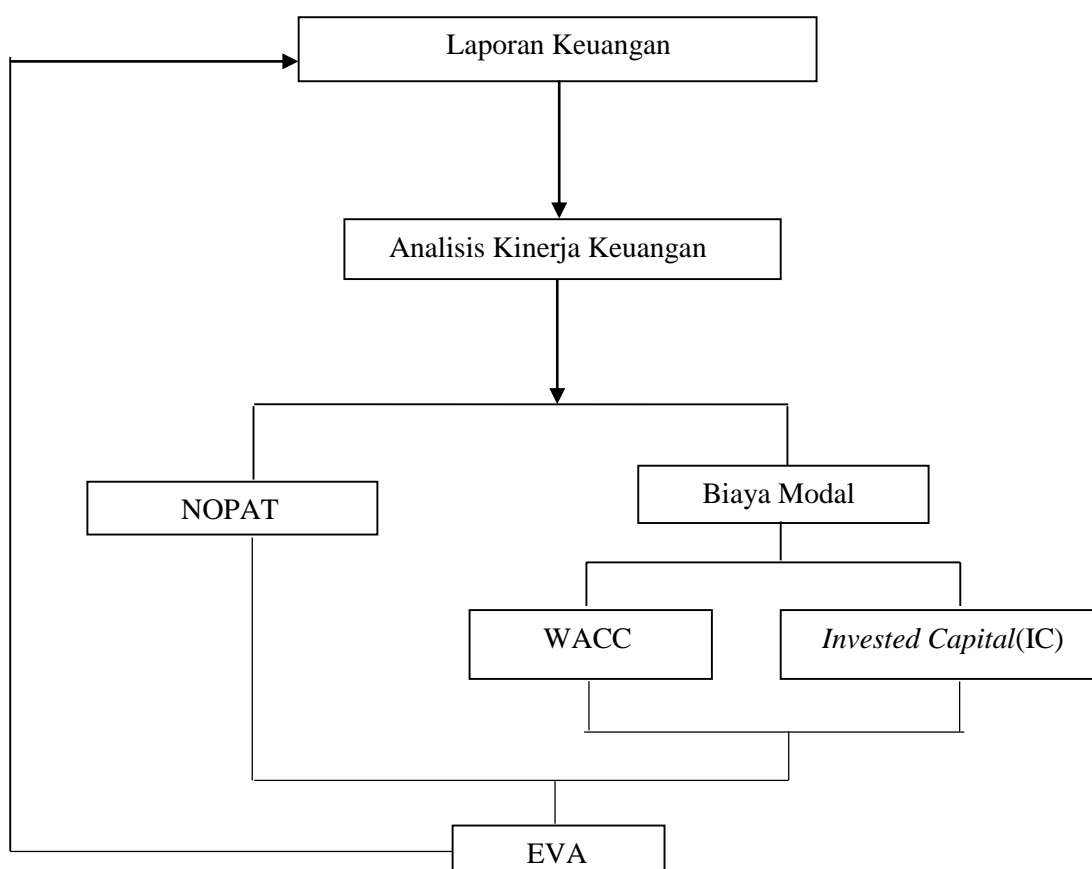 Laporan Keuangan
Analisis Kinerja Keuangan
NOPAT
Biaya Modal
WACC
Invested Capital(IC)
EVA